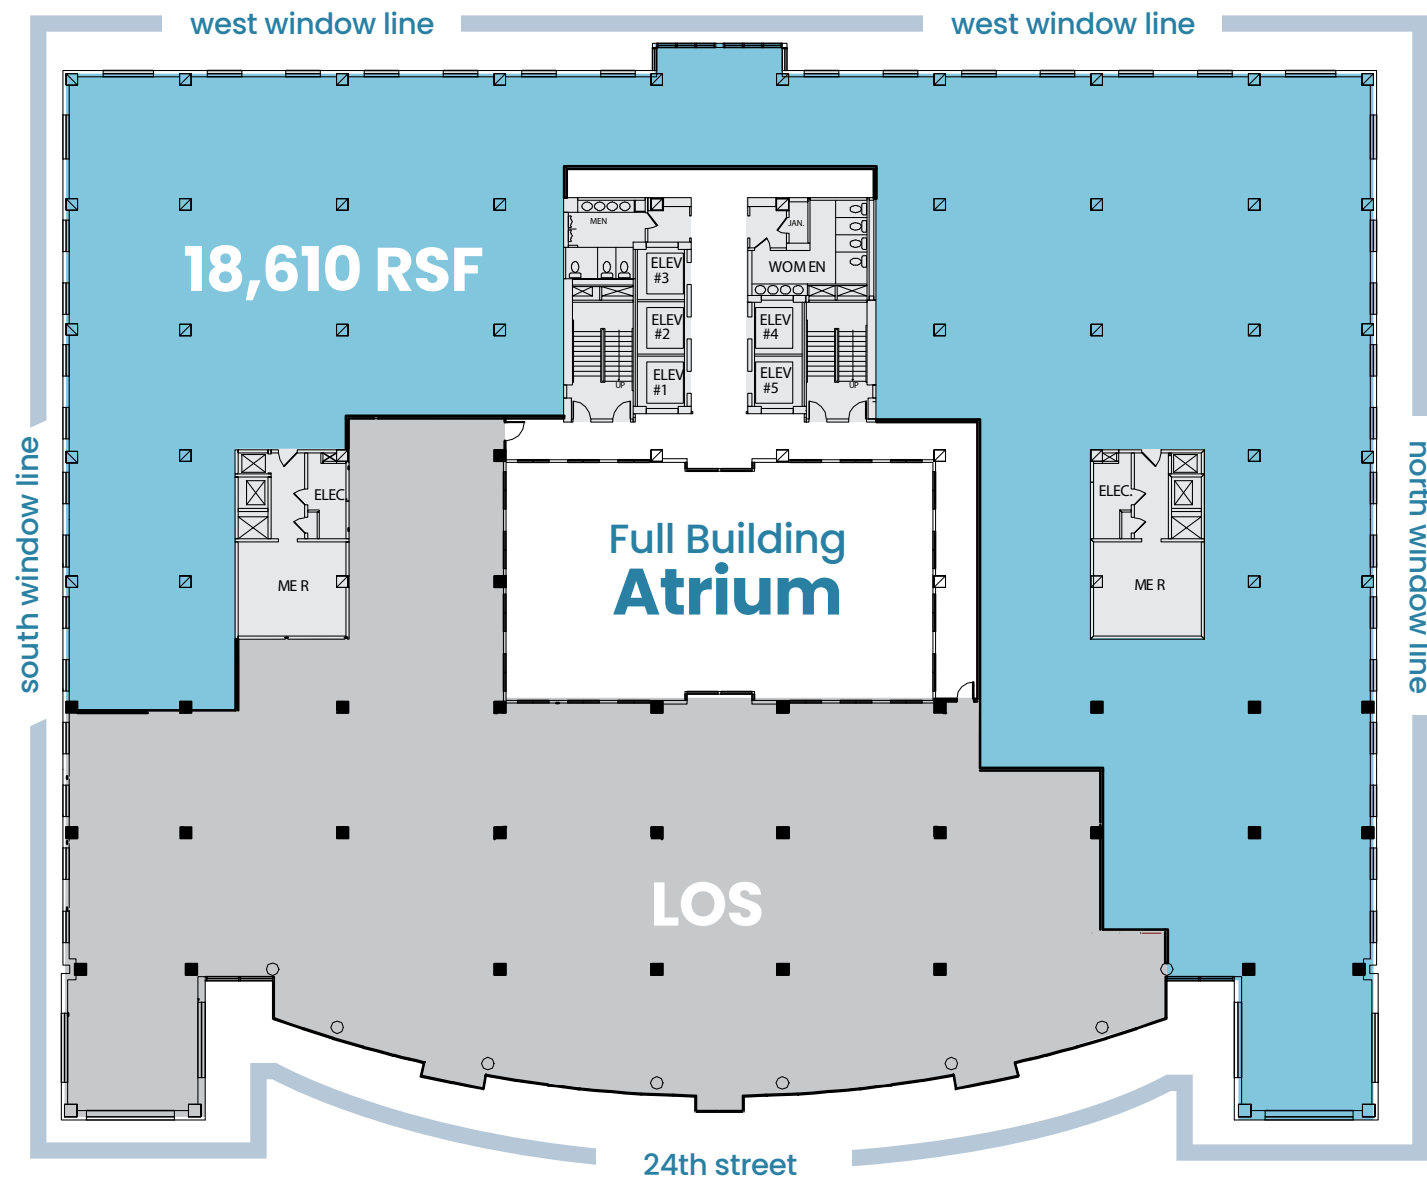 west window line
west window line
18,610 RSF
MEN
JAN.
WOMEN
ELEV
#3
ELEV
#2
ELEV
#1
ELEV
#4
ELEV
#5
UP
UP
south window line
north window line
ELEC.
MER
ELEC.
MER
Full Building
Atrium
LOS
24th street